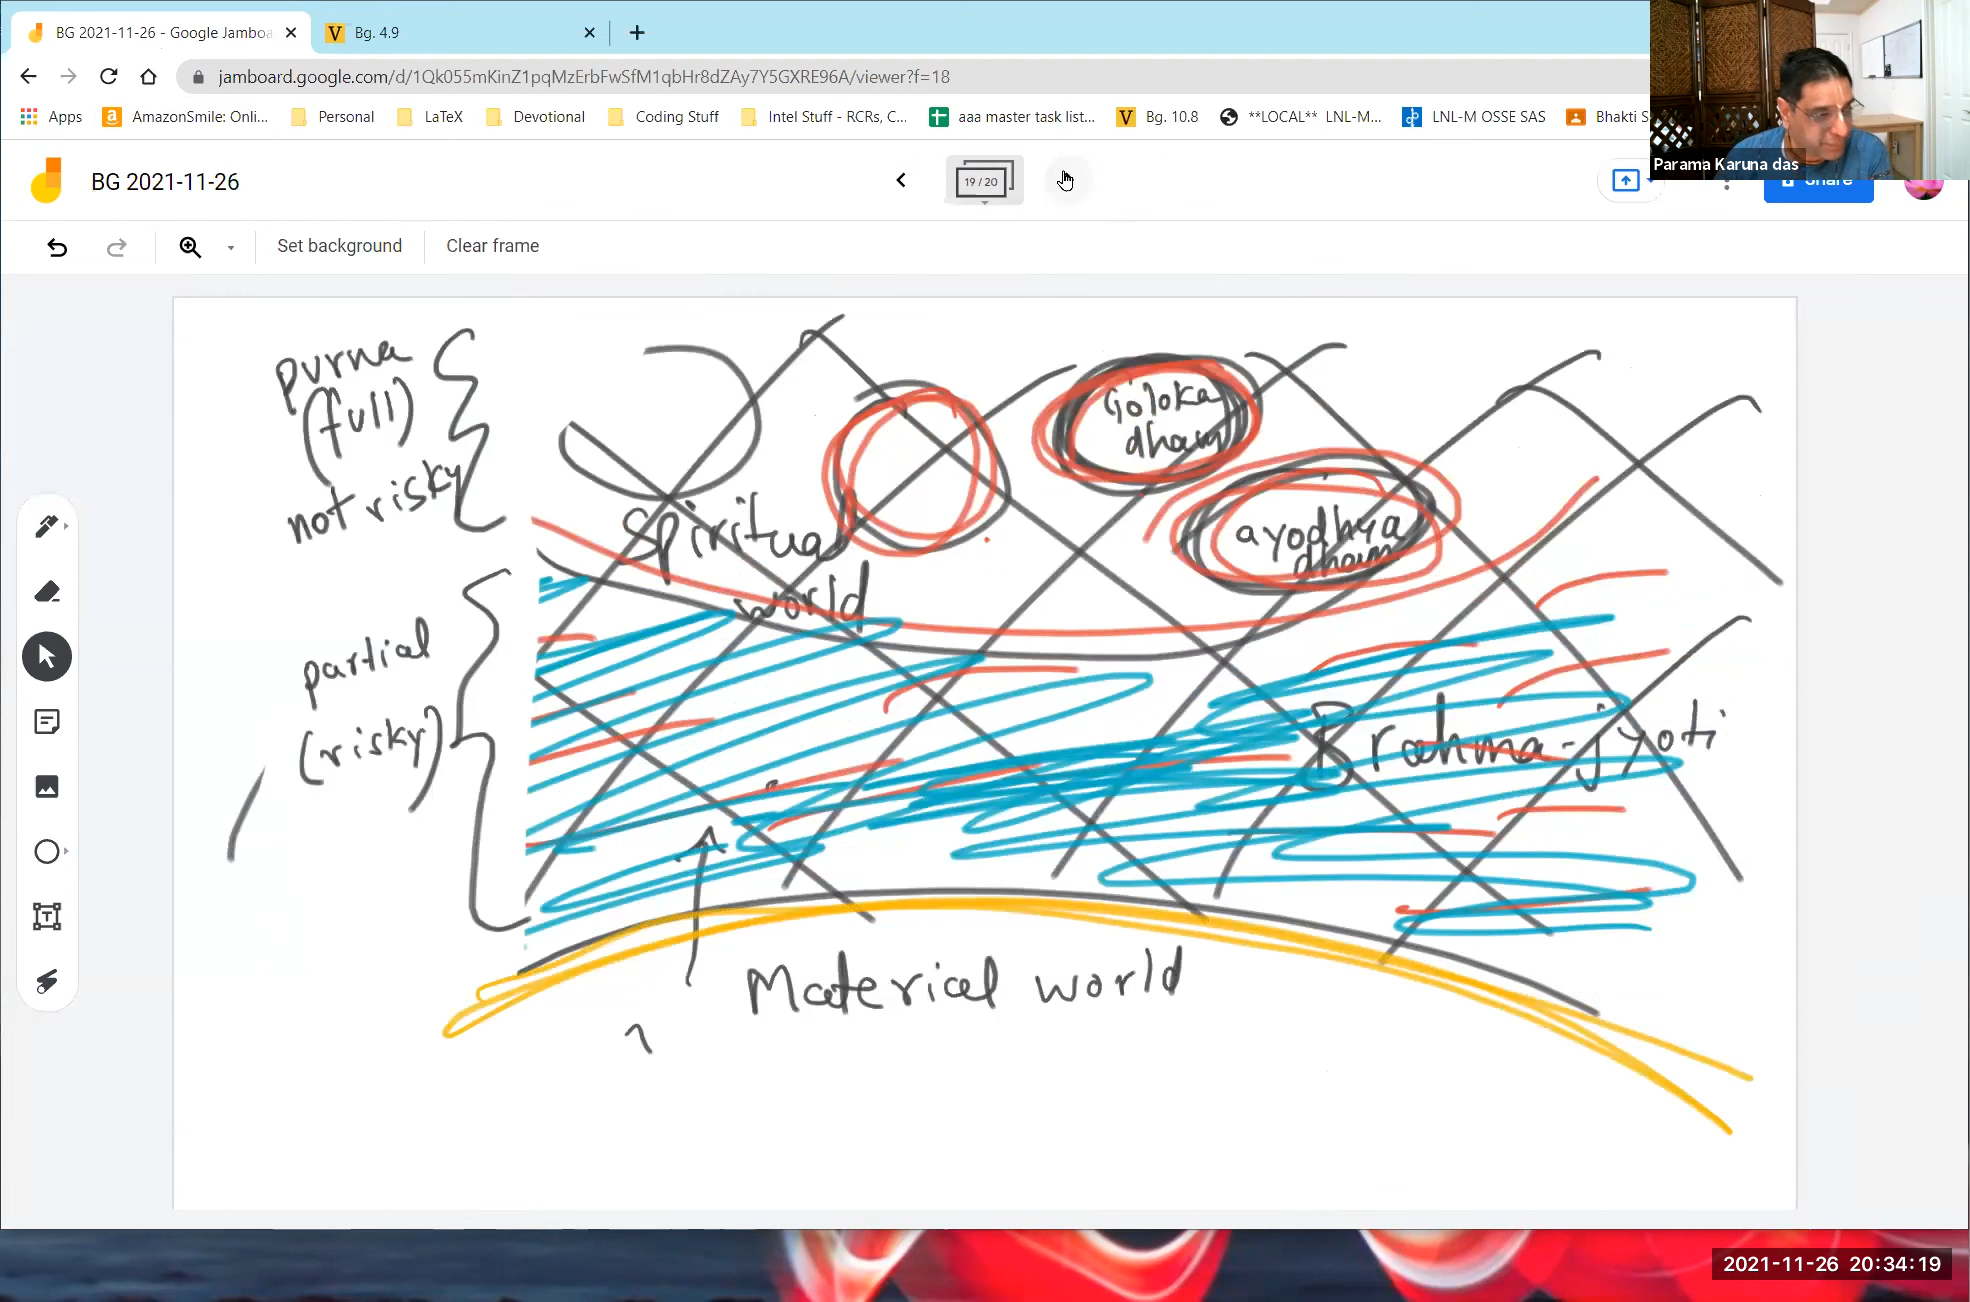 BG 2021-11-26 - Google Jamboa
Bg. 4.9
jamboard.google.com/d/1Qk055mKinZ1pqMzErbFwSfM1qbHr8dZAy7Y5GXRE96A/viewer?f=18
Apps
AmazonSmile: Onli...
Personal
LaTeX
Devotional
Coding Stuff
Intel Stuff - RCRs, C...
aaa master task list...
Bg. 10.8
**LOCAL** LNL-M...
LNL-M OSSE SAS
Bhakti S
Parama Karuna das
BG 2021-11-26
19 / 20
Share
Set background
Clear frame
purna
(full)
not risky
Goloka
dham
ayodhya
dham
Spiritual
world
partial
(risky)
Brahma-jyoti
Material world
2021-11-26 20:34:19